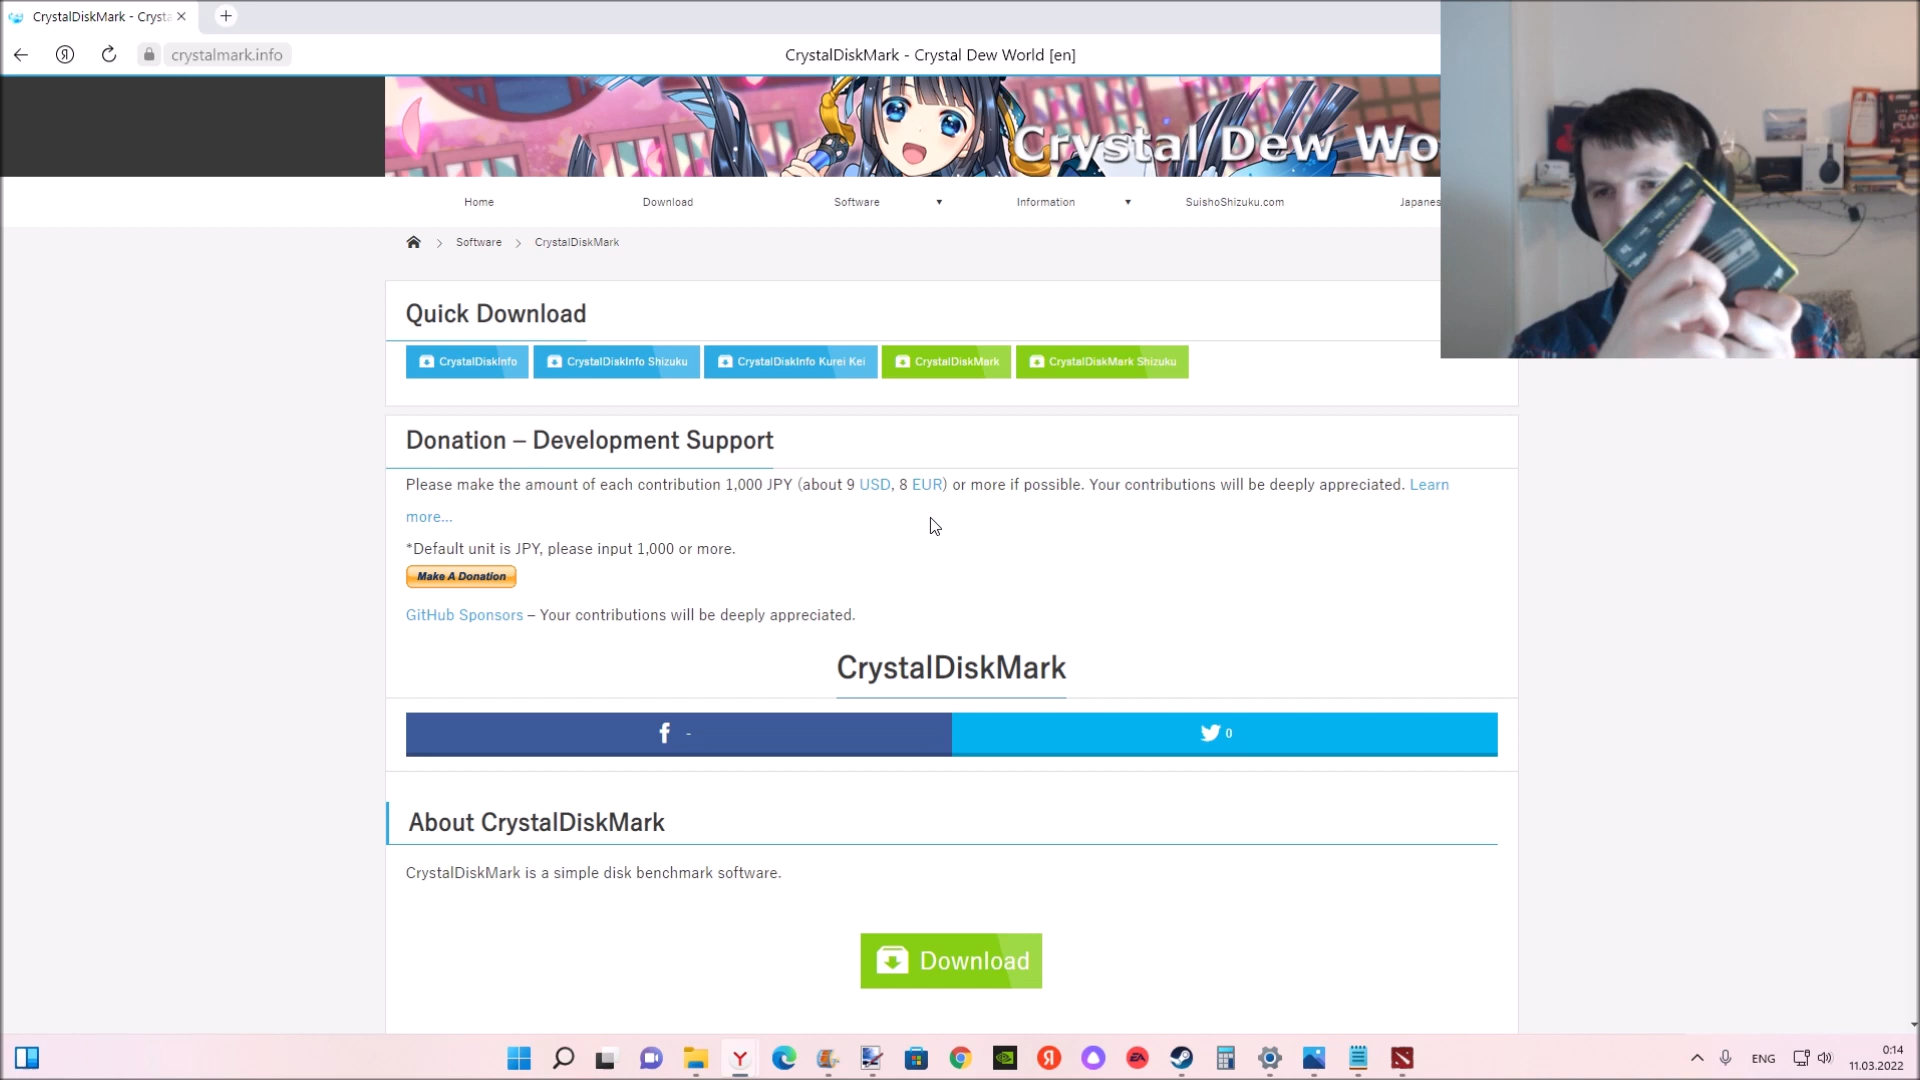 CrystalDiskMark - Cryst
crystalmark.info
CrystalDiskMark - Crystal Dew World [en]
Crystal Dew Wo
Home
Download
Software
Information
SuishoShizuku.com
Japanes
Software
CrystalDiskMark
Quick Download
CrystalDiskInfo
CrystalDiskInfo Shizuku
CrystalDiskInfo Kurei Kei
CrystalDiskMark
CrystalDiskMark Shizuku
Donation – Development Support
Please make the amount of each contribution 1,000 JPY (about 9 USD, 8 EUR) or more if possible. Your contributions will be deeply appreciated. Learn
more...
*Default unit is JPY, please input 1,000 or more.
Make A Donation
GitHub Sponsors – Your contributions will be deeply appreciated.
CrystalDiskMark
f -
0
About CrystalDiskMark
CrystalDiskMark is a simple disk benchmark software.
Download
ENG
0:14
11.03.2022